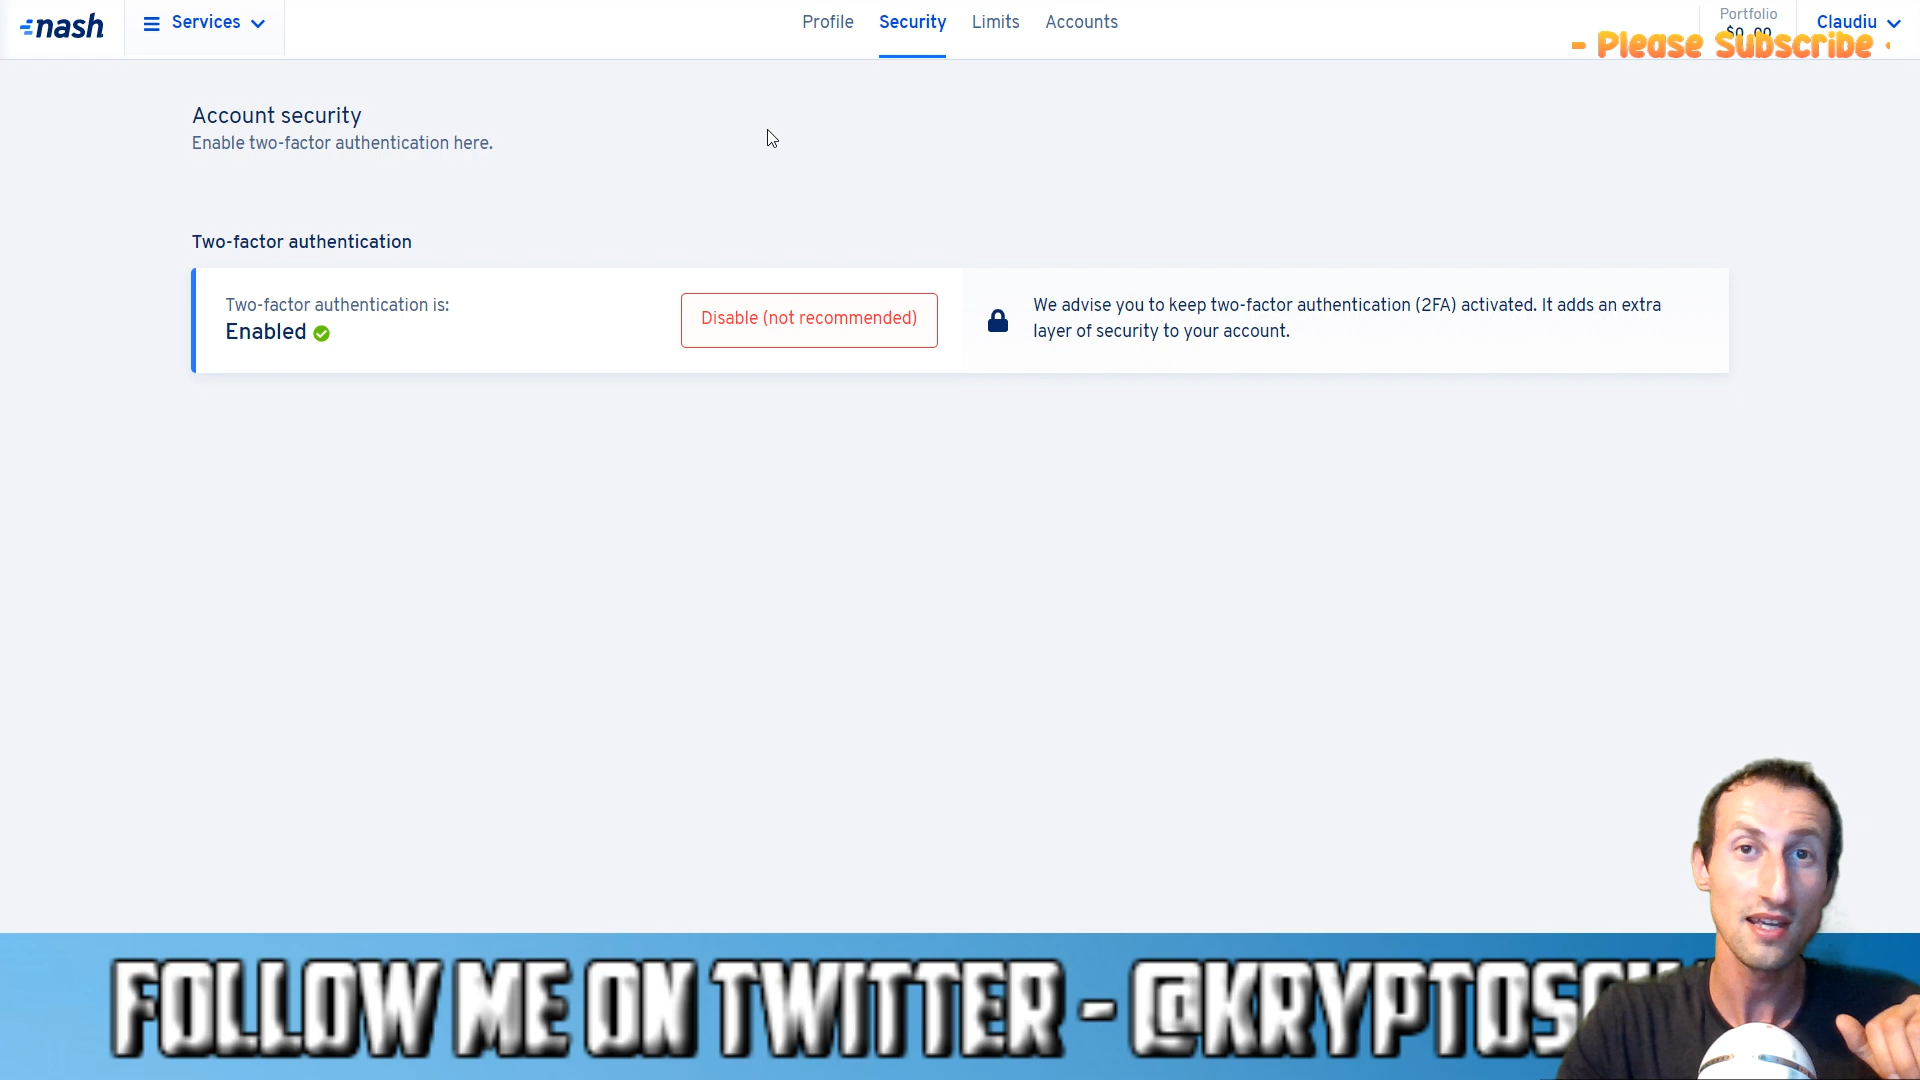 nash
Services
Profile
Security
Limits
Accounts
Portfolio
Claudiu
- Please Subscribe
Account security
Enable two-factor authentication here.
Two-factor authentication
Two-factor authentication is:
Enabled
Disable (not recommended)
We advise you to keep two-factor authentication (2FA) activated. It adds an extra
layer of security to your account.
FOLLOW ME ON TWITTER - @KRYPTOS